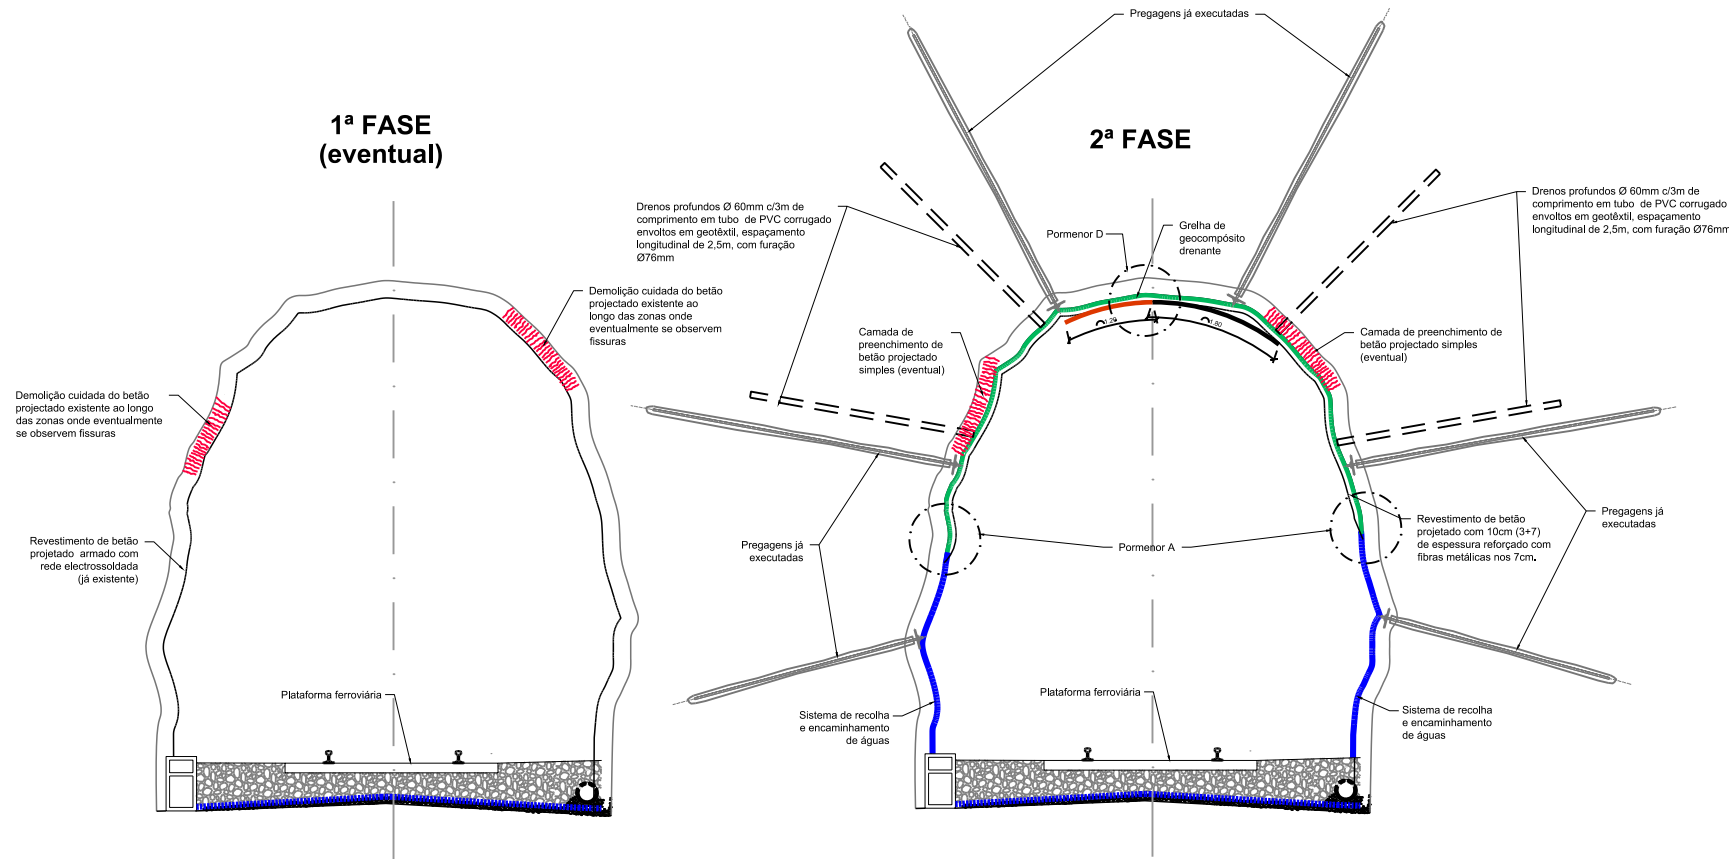 1ª FASE
(eventual)
Demolição cuidada do betão
projectado existente ao
longo das zonas onde
eventualmente se observem
fissuras
Demolição cuidada do betão
projectado existente ao longo
das zonas onde eventualmente
se observem fissuras
Revestimento de betão
projetado armado com
rede electrossoldada
(já existente)
Plataforma ferroviária
2ª FASE
Pregagens já executadas
Drenos profundos Ø 60mm c/3m de
comprimento em tubo de PVC corrugado
envoltos em geotêxtil, espaçamento
longitudinal de 2,5m, com furação
Ø76mm
Pormenor D
Grelha de
geocompósito
drenante
Drenos profundos Ø 60mm c/3m de
comprimento em tubo de PVC corrugado
envoltos em geotêxtil, espaçamento
longitudinal de 2,5m, com furação Ø76mm
Camada de
preenchimento de
betão projectado
simples (eventual)
1.20
1.80
Camada de preenchimento de
betão projectado simples
(eventual)
Pregagens já
executadas
Pormenor A
Revestimento de betão
projectado com 10cm (3+7)
de espessura reforçado com
fibras metálicas nos 7cm.
Pregagens já
executadas
Sistema de recolha
e encaminhamento
de águas
Plataforma ferroviária
Sistema de recolha
e encaminhamento
de águas